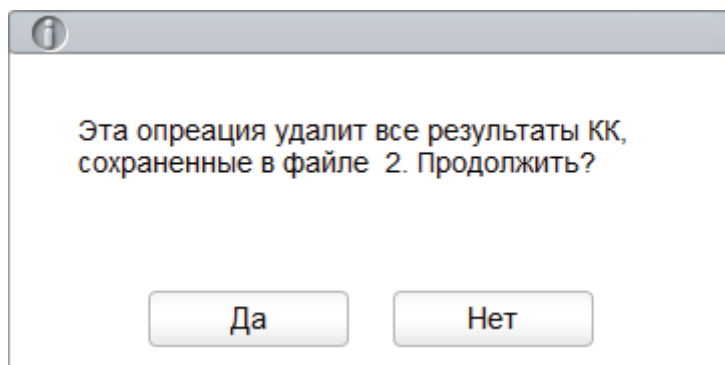 Эта опреация удалит все результаты КК,
сохраненные в файле  2. Продолжить?
Да
Нет